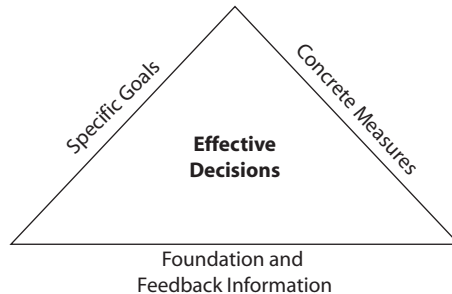 Specific Goals
Concrete Measures
Effective
Decisions
Foundation and
Feedback Information